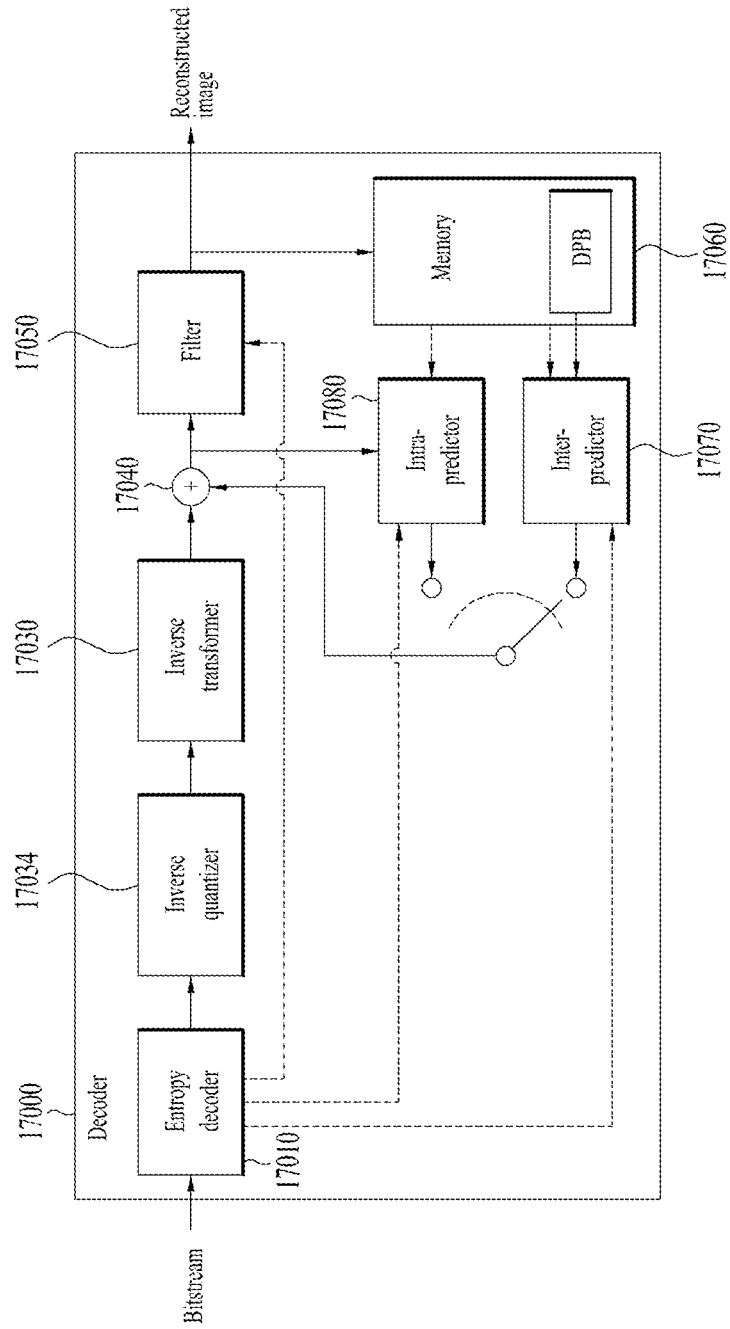 17000
Decoder
Bitstream
Entropy
decoder
17010
Inverse
quantizer
17034
Inverse
transformer
17030
17040
+
Filter
17050
Reconstructed
image
Memory
DPB
17060
Intra-
predictor
17080
Inter-
predictor
17070